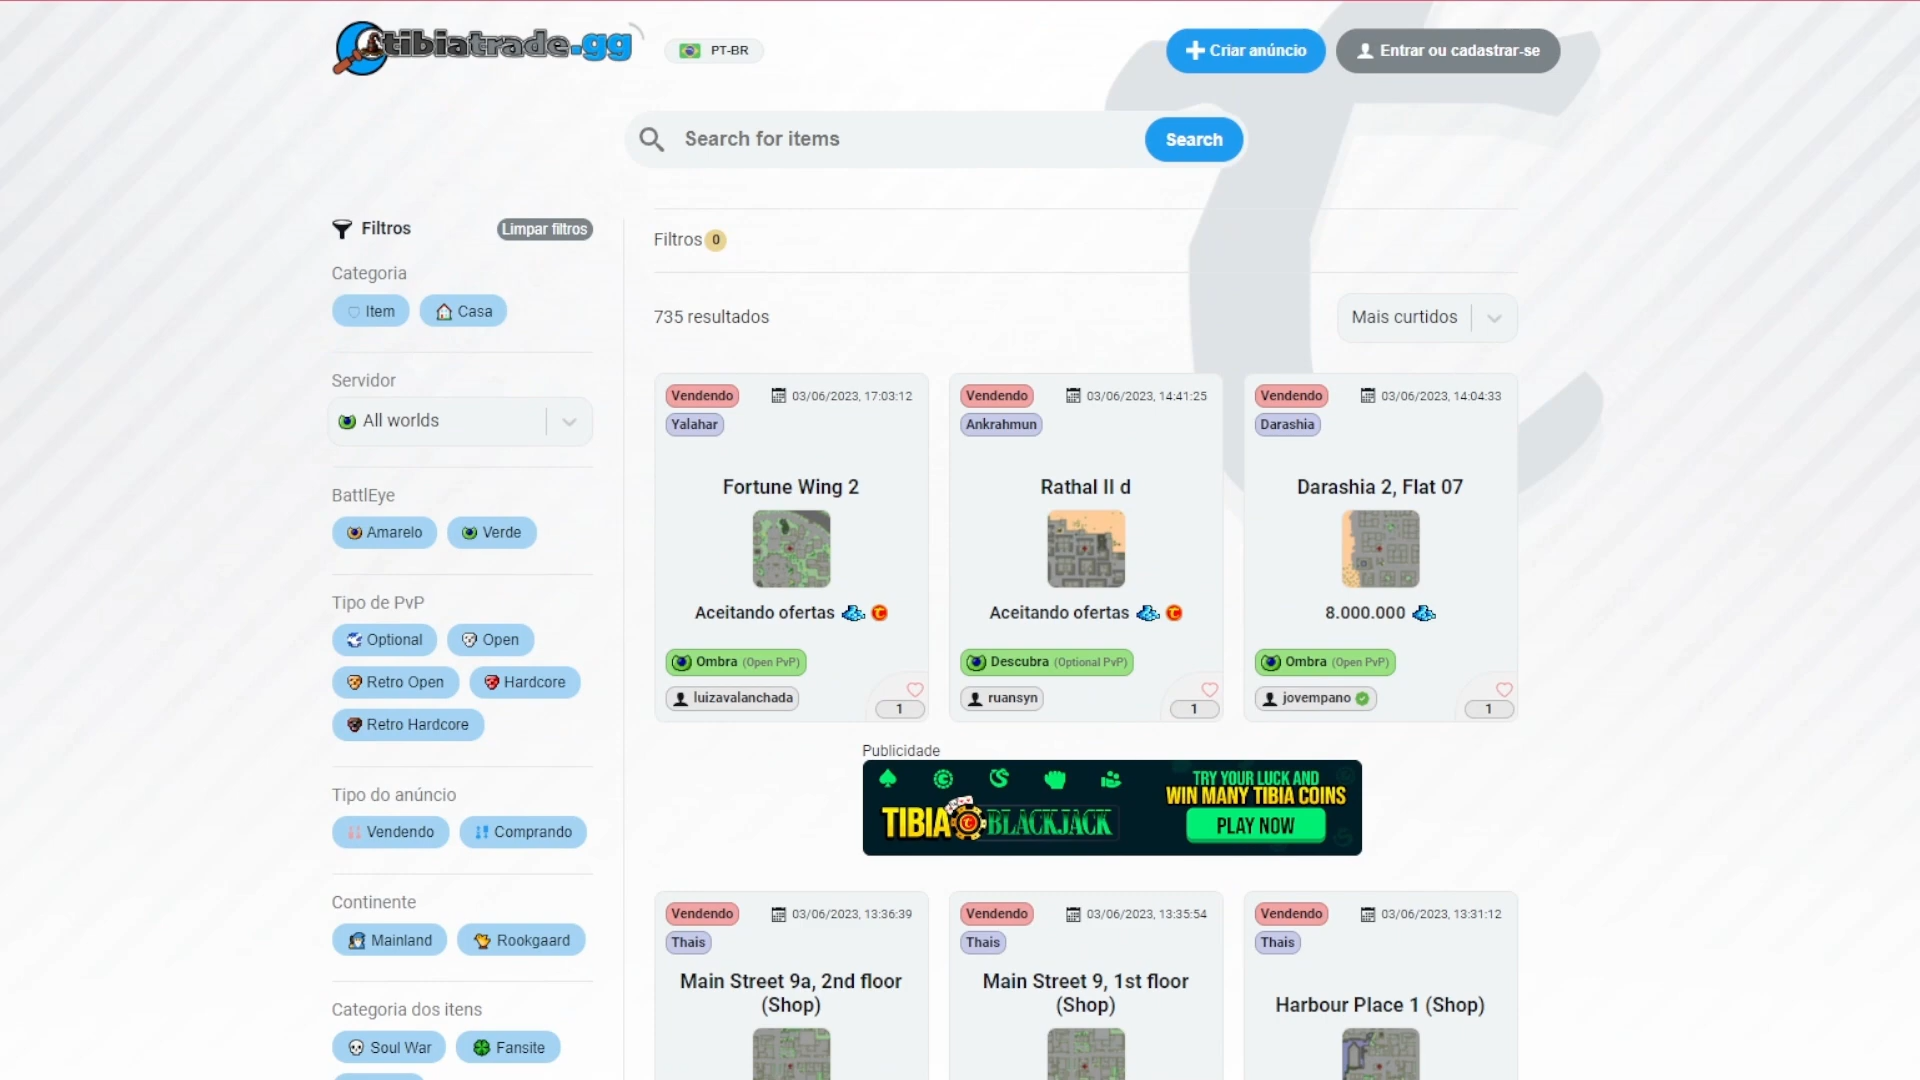 tibiatrade.gg
PT-BR
Criar anúncio
Entrar ou cadastrar-se
Search for items
Search
Filtros
Limpar filtros
Categoria
Item
Casa
Servidor
All worlds
BattlEye
Amarelo
Verde
Tipo de PvP
Optional
Open
Retro Open
Hardcore
Retro Hardcore
Tipo do anúncio
Vendendo
Comprando
Continente
Mainland
Rookgaard
Categoria dos itens
Soul War
Fansite
Filtros 0
735 resultados
Mais curtidos
Vendendo
03/06/2023, 17:03:12
Yalahar
Fortune Wing 2
Aceitando ofertas
Ombra (Open PvP)
luizavalanchada
1
Vendendo
03/06/2023, 14:41:25
Ankrahmun
Rathal II d
Aceitando ofertas
Descubra (Optional PvP)
ruansyn
1
Vendendo
03/06/2023, 14:04:33
Darashia
Darashia 2, Flat 07
8.000.000
Ombra (Open PvP)
jovempano
1
Publicidade
TIBIA BLACKJACK
TRY YOUR LUCK AND
WIN MANY TIBIA COINS
PLAY NOW
Vendendo
03/06/2023, 13:36:39
Thais
Main Street 9a, 2nd floor
(Shop)
Vendendo
03/06/2023, 13:35:54
Thais
Main Street 9, 1st floor
(Shop)
Vendendo
03/06/2023, 13:31:12
Thais
Harbour Place 1 (Shop)